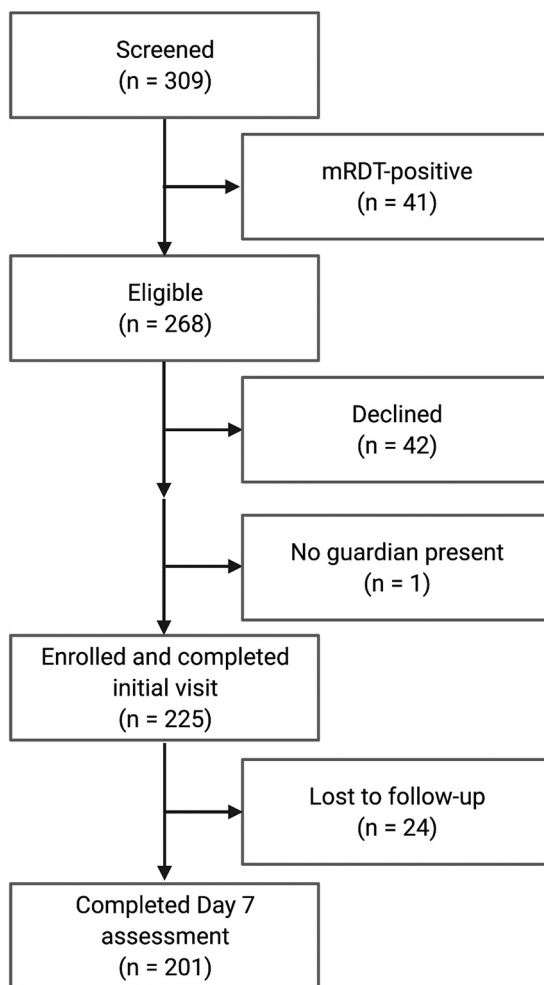 Screened
(n = 309)
mRDT-positive
(n = 41)
Eligible
(n = 268)
Declined
(n = 42)
No guardian present
(n = 1)
Enrolled and completed
initial visit
(n = 225)
Lost to follow-up
(n = 24)
Completed Day 7
assessment
(n = 201)